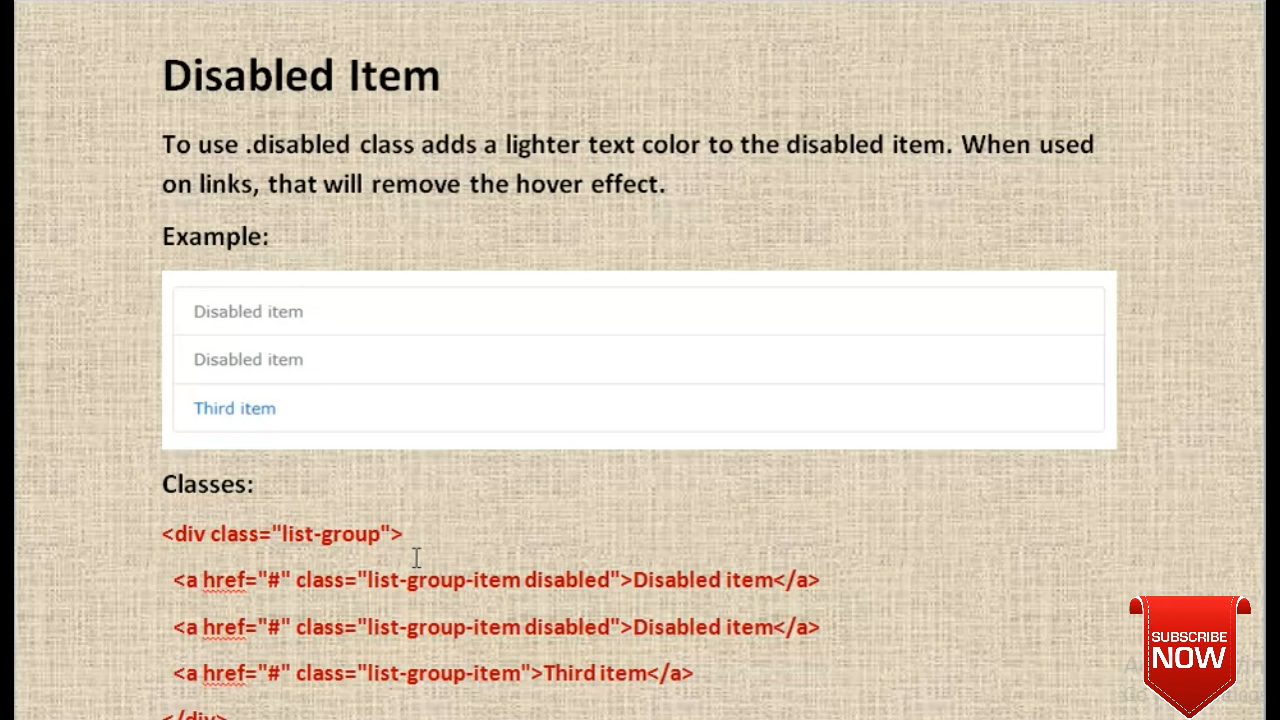 Disabled Item
To use .disabled class adds a lighter text color to the disabled item. When used
on links, that will remove the hover effect.
Example:
Disabled item
Disabled item
Third item
Classes:
<div class="list-group">
<a href="#" class="list-group-item disabled">Disabled item</a>
<a href="#" class="list-group-item disabled">Disabled item</a>
<a href="#" class="list-group-item">Third item</a>
</div>
SUBSCRIBE
NOW